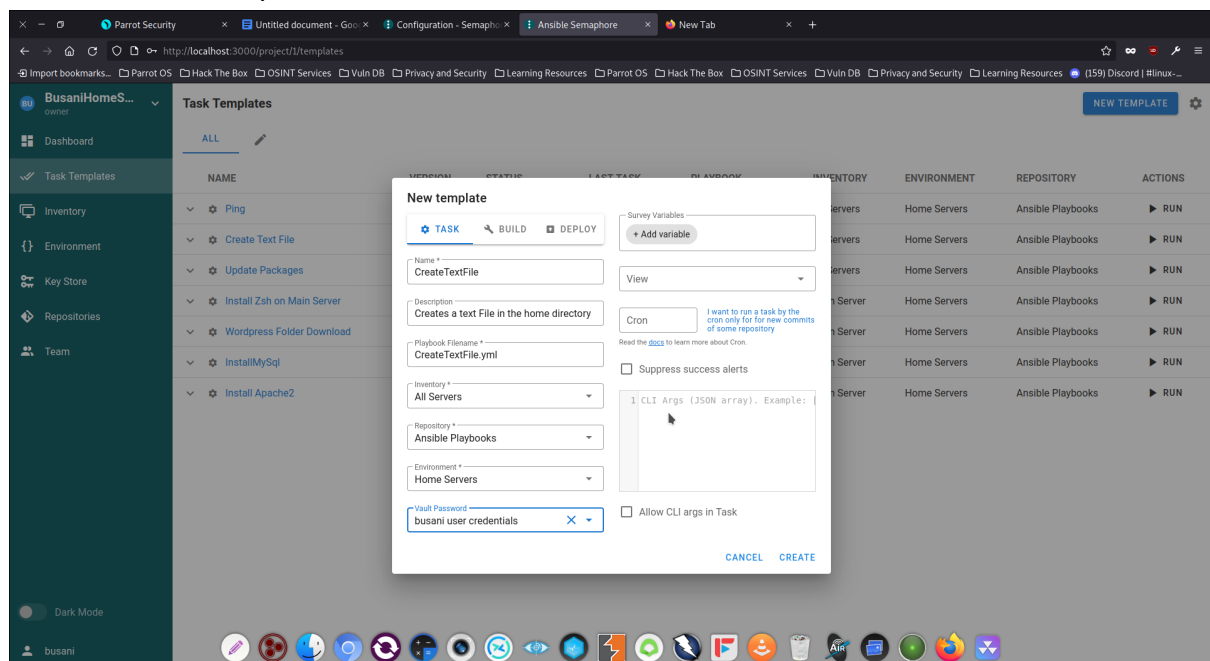 Parrot Security
Untitled document - Goo
Configuration - Semapho
Ansible Semaphore
New Tab
http://localhost:3000/project/1/templates
Import bookmarks... Parrot OS Hack The Box OSINT Services Vuln DB Privacy and Security Learning Resources Parrot OS Hack The Box OSINT Services Vuln DB Privacy and Security Learning Resources (159) Discord | #linux-...
BU
BusaniHomeS...
owner
Dashboard
Task Templates
Inventory
Environment
Key Store
Repositories
Team
Dark Mode
busani
Task Templates
NEW TEMPLATE
ALL
NAME VERSION STATUS LAST TASK PLAYBOOK INVENTORY ENVIRONMENT REPOSITORY ACTIONS
Ping Servers Home Servers Ansible Playbooks RUN
Create Text File Servers Home Servers Ansible Playbooks RUN
Update Packages Servers Home Servers Ansible Playbooks RUN
Install Zsh on Main Server n Server Home Servers Ansible Playbooks RUN
Wordpress Folder Download n Server Home Servers Ansible Playbooks RUN
InstallMySql n Server Home Servers Ansible Playbooks RUN
Install Apache2 n Server Home Servers Ansible Playbooks RUN
New template
TASK BUILD DEPLOY
Name *
CreateTextFile
Description
Creates a text File in the home directory
Playbook Filename *
CreateTextFile.yml
Inventory *
All Servers
Repository *
Ansible Playbooks
Environment *
Home Servers
Vault Password
busani user credentials
Survey Variables
+ Add variable
View
Cron
I want to run a task by the
cron only for for new commits
of some repository
Read the docs to learn more about Cron.
Suppress success alerts
1 CLI Args (JSON array). Example: [
Allow CLI args in Task
CANCEL CREATE
AIR